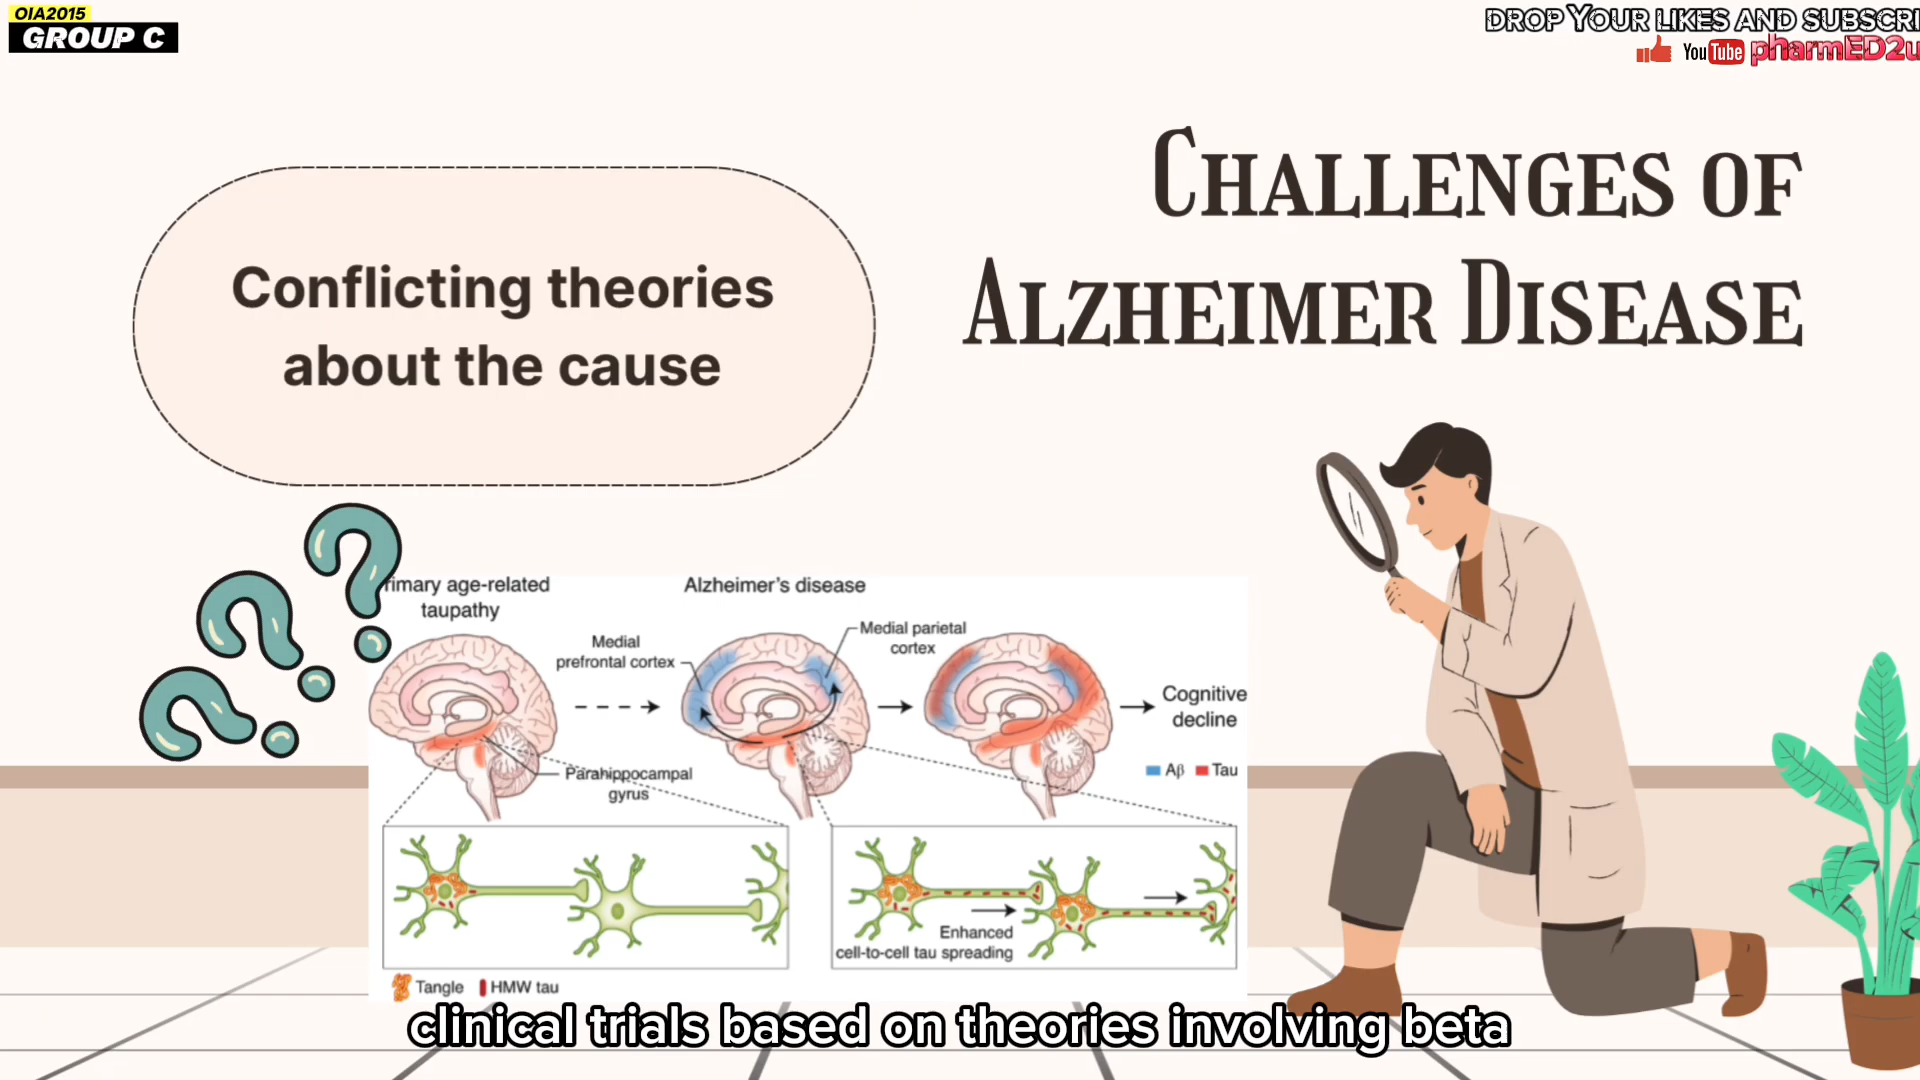 OIA2015
GROUP C
DROP YOUR LIKES AND SUBSCRI
YouTube pharmED2u
CHALLENGES OF
ALZHEIMER DISEASE
Conflicting theories
about the cause
rimary age-related
taupathy
Alzheimer's disease
Medial
prefrontal cortex
Medial parietal
cortex
Cognitive
decline
Parahippocampal
gyrus
Aβ Tau
Enhanced
cell-to-cell tau spreading
Tangle HMW tau
clinical trials based on theories involving beta